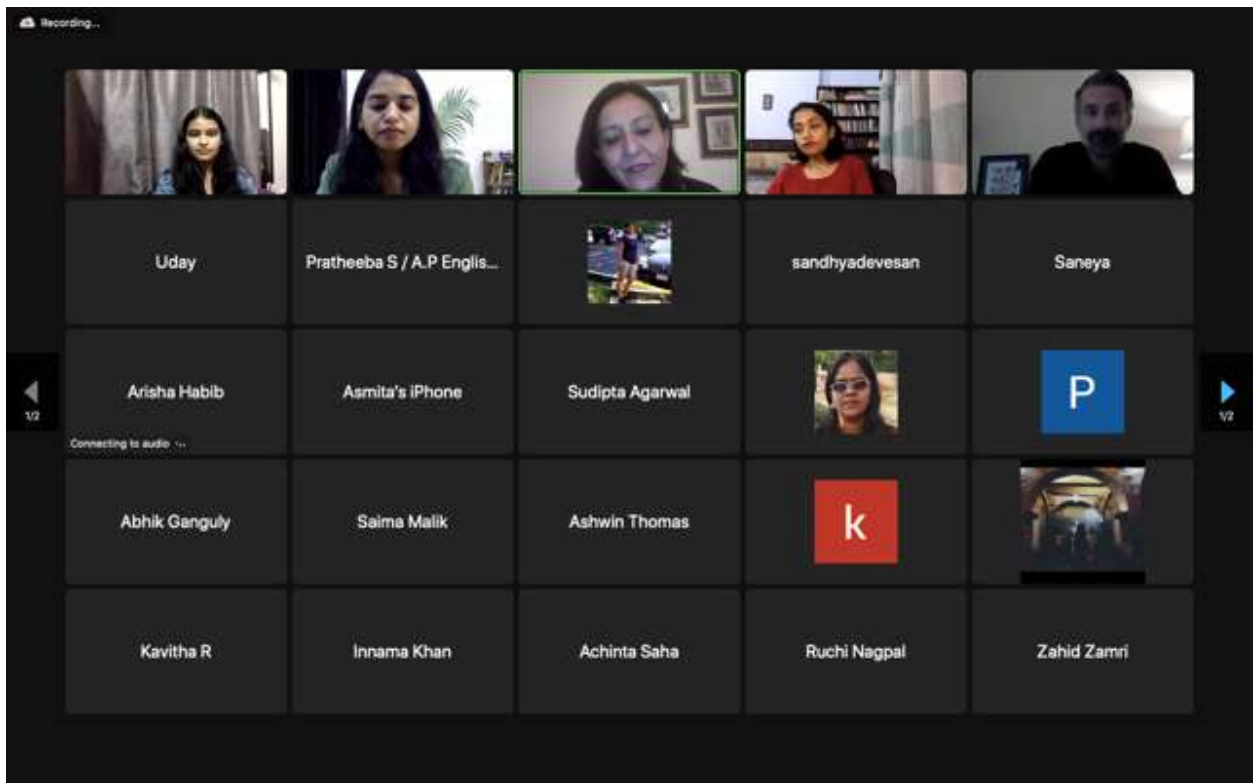 Recording...
Uday
Pratheeba S / A.P Englis...
sandhyadevesan
Saneya
Arisha Habib
Asmita's iPhone
Sudipta Agarwal
P
1/2
Connecting to audio ...
1/2
Abhik Ganguly
Saima Malik
Ashwin Thomas
k
Kavitha R
Innama Khan
Achinta Saha
Ruchi Nagpal
Zahid Zamri